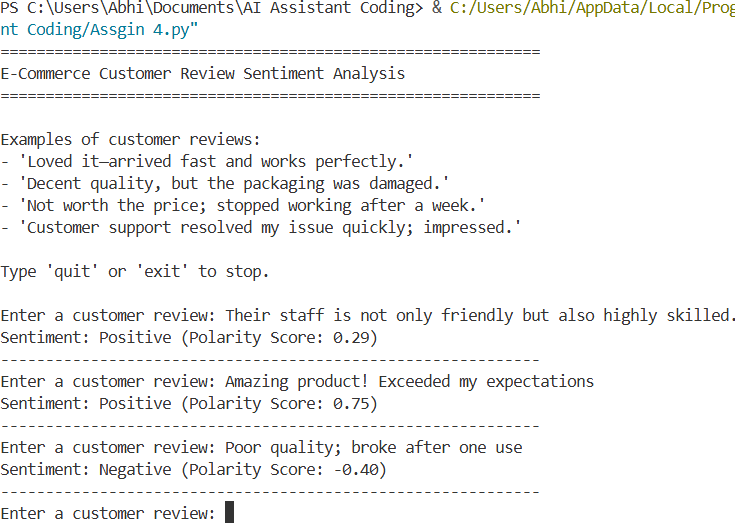 PS C:\Users\Abhi\Documents\AI Assistant Coding> & C:/Users/Abhi/AppData/Local/Prog
nt Coding/Assgin 4.py"
============================================================
E-Commerce Customer Review Sentiment Analysis
============================================================
Examples of customer reviews:
- 'Loved it—arrived fast and works perfectly.'
- 'Decent quality, but the packaging was damaged.'
- 'Not worth the price; stopped working after a week.'
- 'Customer support resolved my issue quickly; impressed.'
Type 'quit' or 'exit' to stop.
Enter a customer review: Their staff is not only friendly but also highly skilled.
Sentiment: Positive (Polarity Score: 0.29)
------------------------------------------------------------
Enter a customer review: Amazing product! Exceeded my expectations
Sentiment: Positive (Polarity Score: 0.75)
------------------------------------------------------------
Enter a customer review: Poor quality; broke after one use
Sentiment: Negative (Polarity Score: -0.40)
------------------------------------------------------------
Enter a customer review: